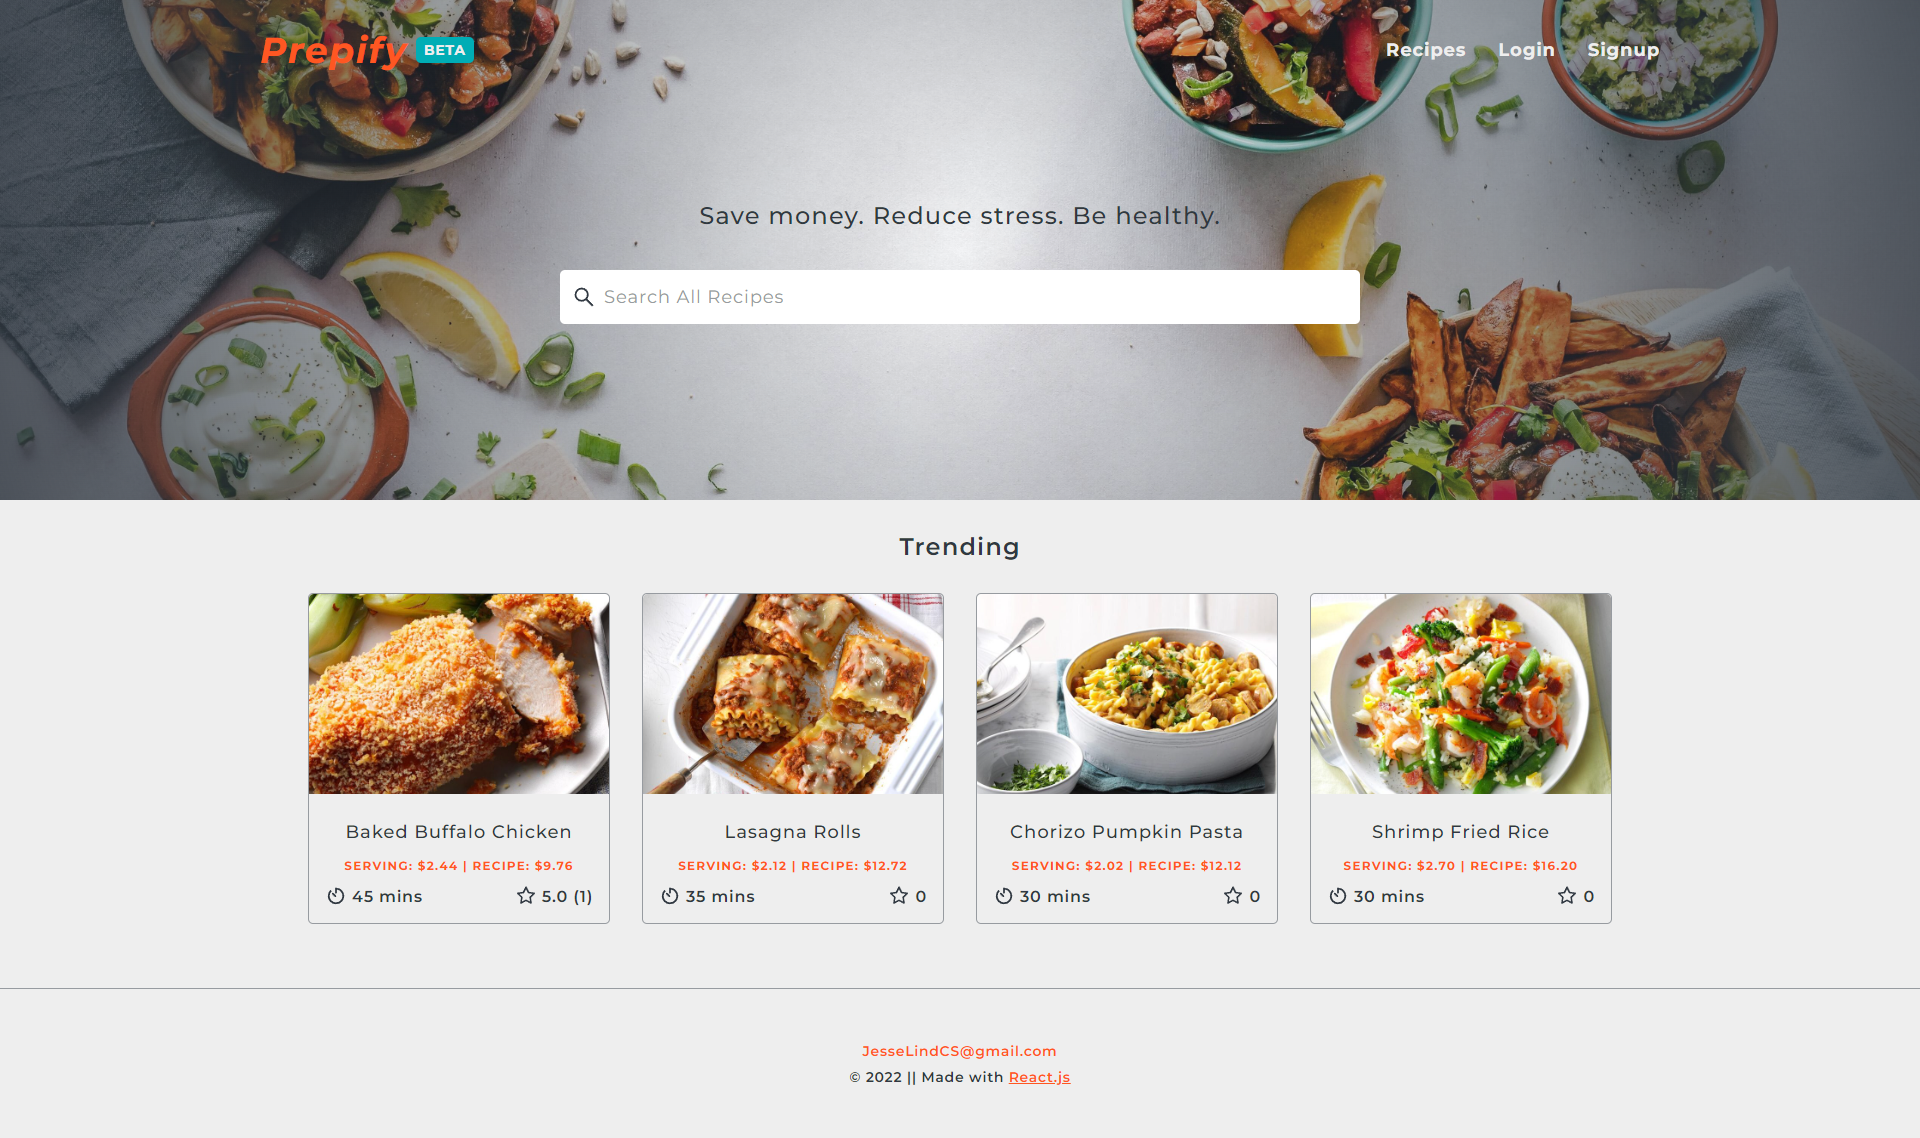 Prepify BETA
Recipes Login Signup
Save money. Reduce stress. Be healthy.
Search All Recipes
Trending
Baked Buffalo Chicken
SERVING: $2.44 | RECIPE: $9.76
45 mins 5.0 (1)
Lasagna Rolls
SERVING: $2.12 | RECIPE: $12.72
35 mins 0
Chorizo Pumpkin Pasta
SERVING: $2.02 | RECIPE: $12.12
30 mins 0
Shrimp Fried Rice
SERVING: $2.70 | RECIPE: $16.20
30 mins 0
JesseLindCS@gmail.com
© 2022 || Made with React.js